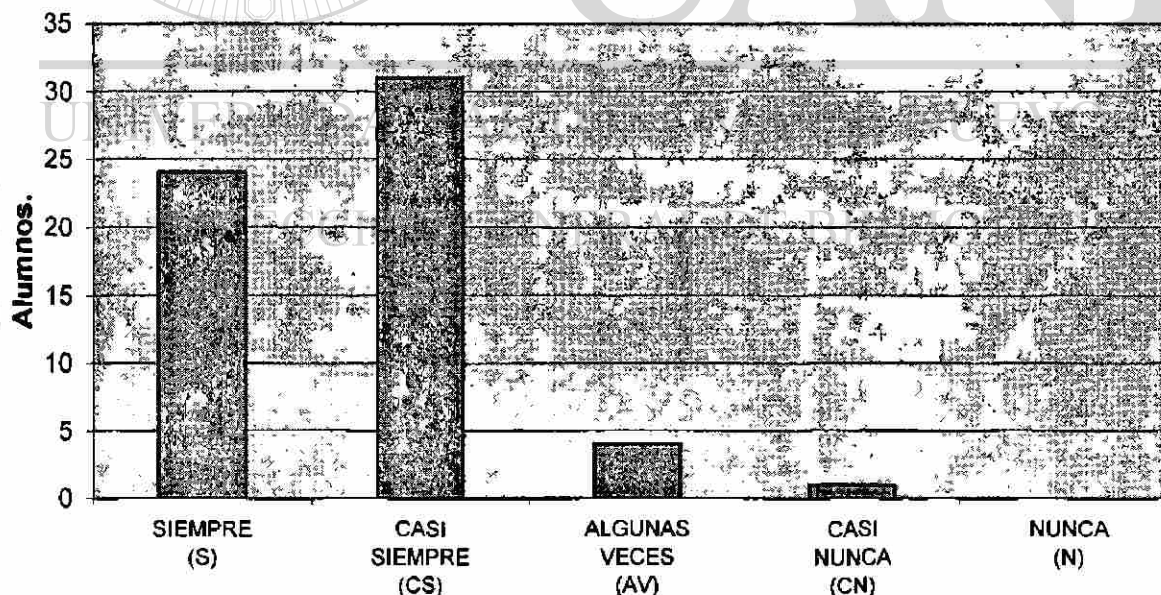 35
30
25
20
15
10
5
0
Alumnos.
SIEMPRE
(S)
CASI
SIEMPRE
(CS)
ALGUNAS
VECES
(AV)
CASI
NUNCA
(CN)
NUNCA
(N)